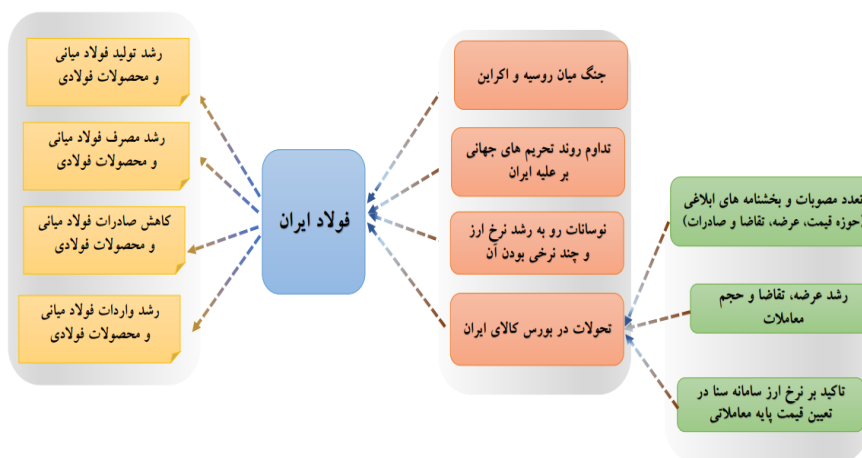 تعدد مصوبات و بخشنامه های ابلاغی
(حوزه قیمت، عرضه، تقاضا و صادرات)
رشد عرضه، تقاضا و حجم
معاملات
تاکید بر نرخ ارز سامانه سنا در
تعیین قیمت پایه معاملاتی
جنگ میان روسیه و اکراین
تداوم روند تحریم های جهانی
بر علیه ایران
نوسانات رو به رشد نرخ ارز
و چند نرخی بودن آن
تحولات در بورس کالای ایران
فولاد ایران
رشد تولید فولاد میانی
و محصولات فولادی
رشد مصرف فولاد میانی
و محصولات فولادی
کاهش صادرات فولاد میانی
و محصولات فولادی
رشد واردات فولاد میانی
و محصولات فولادی